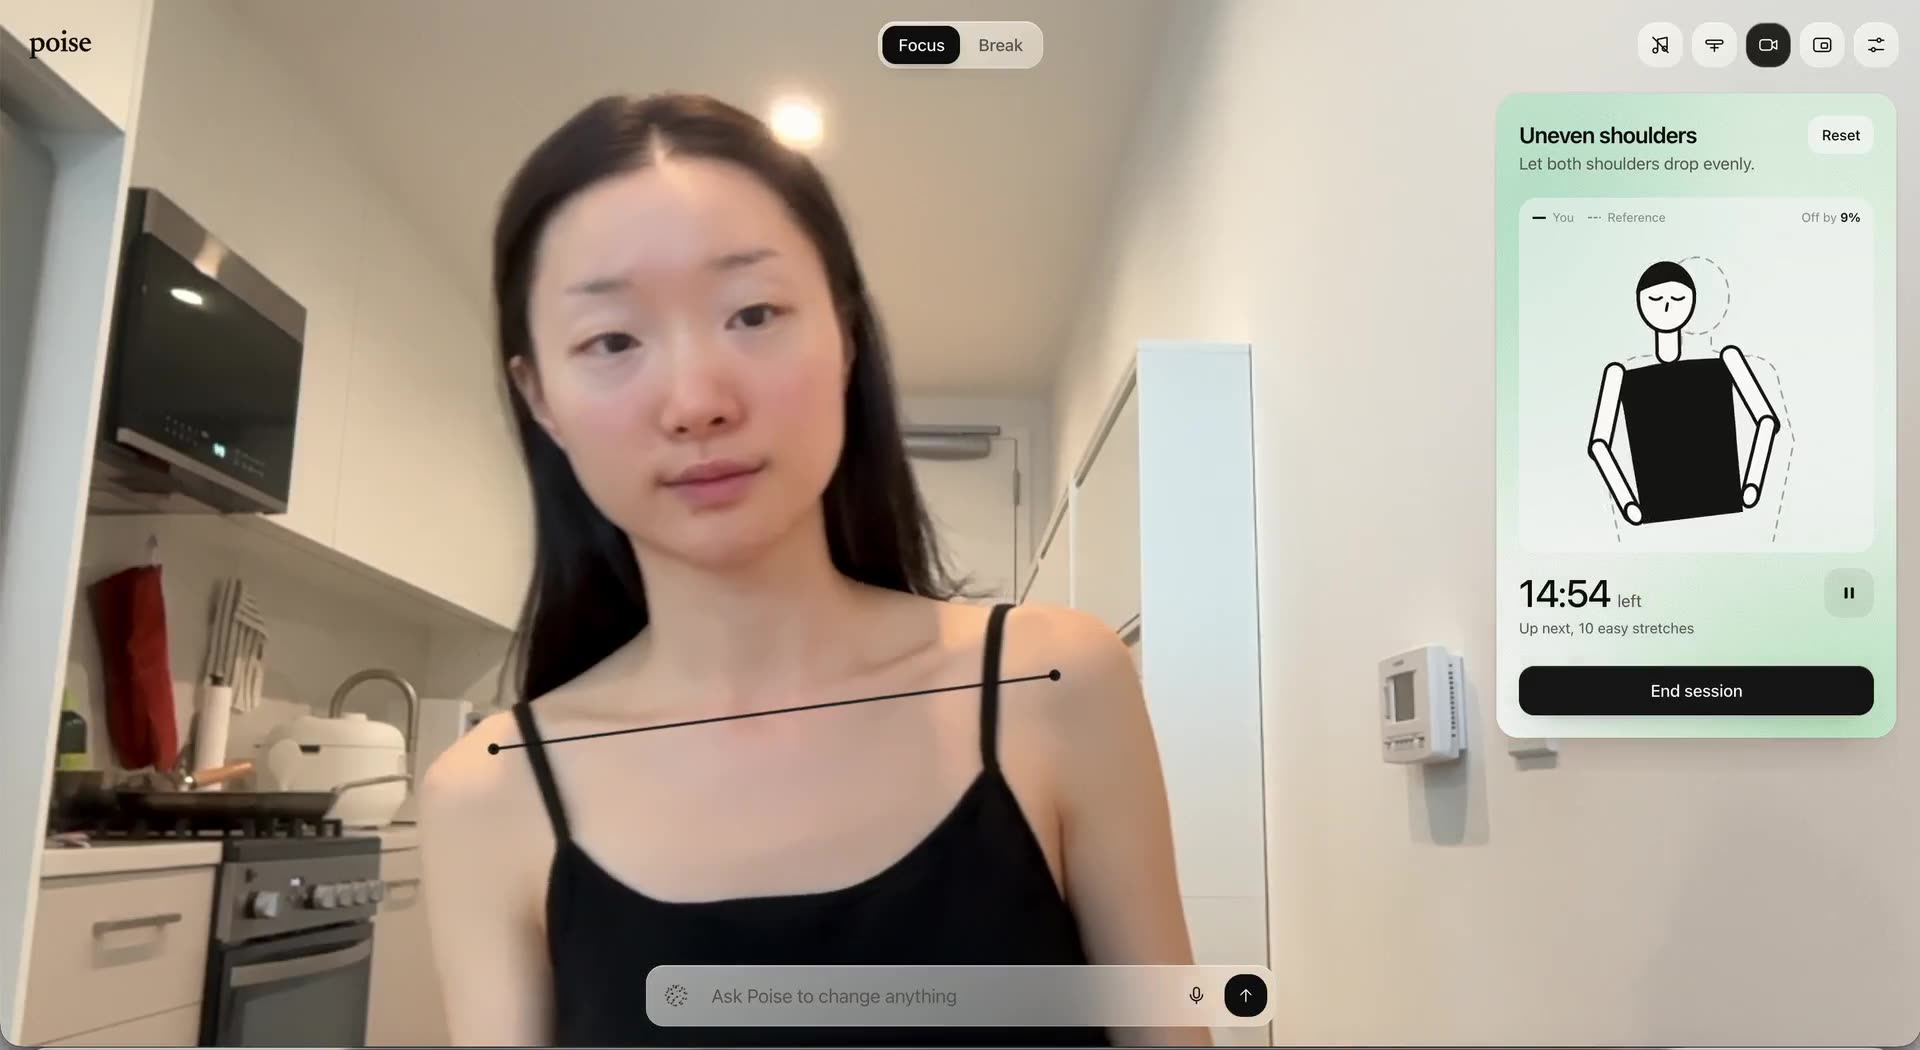 poise
Focus
Break
Uneven shoulders
Reset
Let both shoulders drop evenly.
You
Reference
Off by 9%
14:54 left
Up next, 10 easy stretches
End session
Ask Poise to change anything